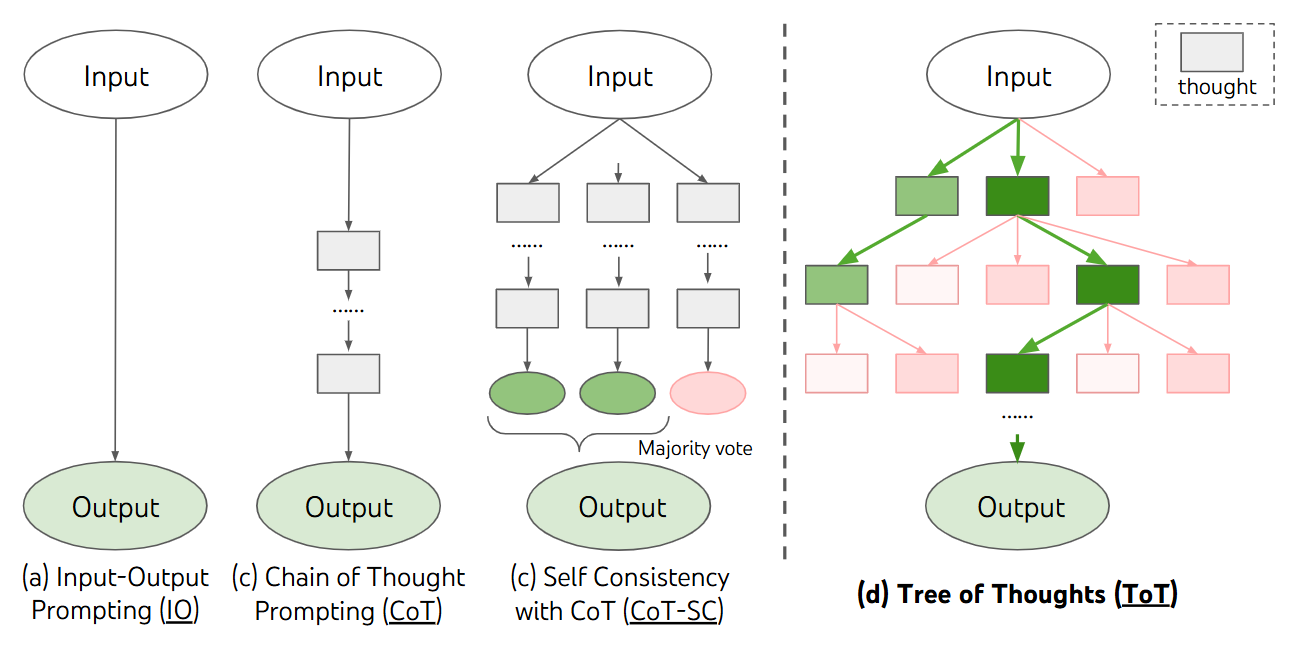 Input
Input
Input
Input
thought
......
......
......
......
......
Majority vote
Output
Output
Output
Output
(a) Input-Output
Prompting (IO)
(c) Chain of Thought
Prompting (CoT)
(c) Self Consistency
with CoT (CoT-SC)
(d) Tree of Thoughts (ToT)